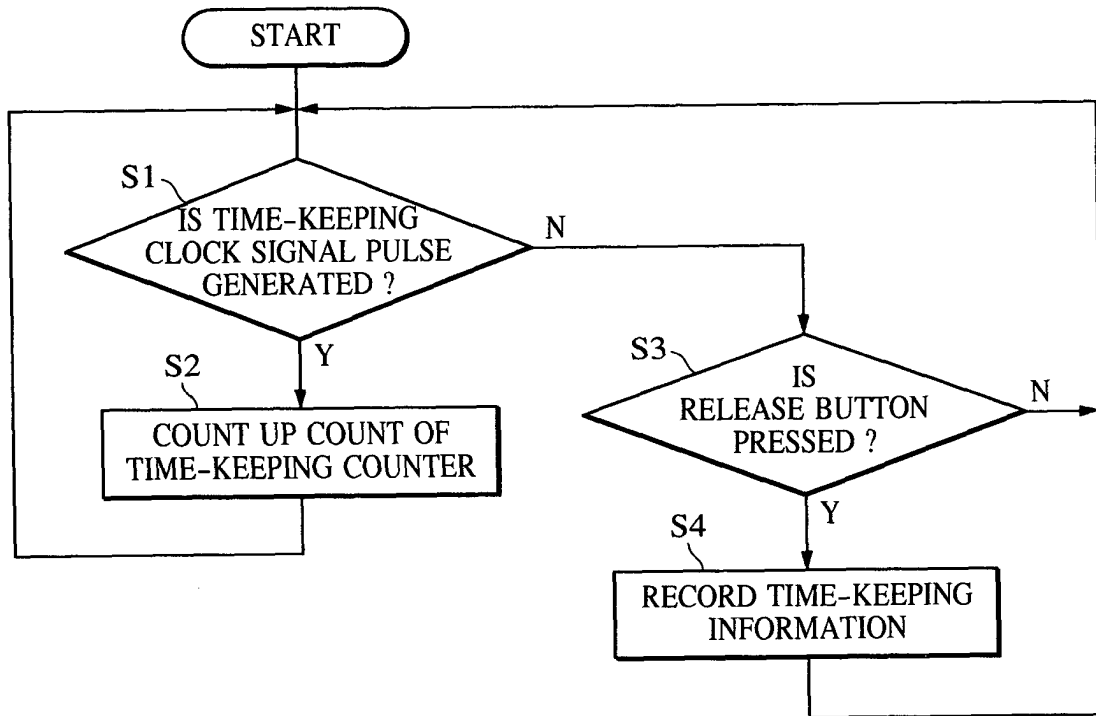 START
S1
IS TIME-KEEPING
CLOCK SIGNAL PULSE
GENERATED ?
N
Y
S2
COUNT UP COUNT OF
TIME-KEEPING COUNTER
S3
IS
RELEASE BUTTON
PRESSED ?
N
Y
S4
RECORD TIME-KEEPING
INFORMATION